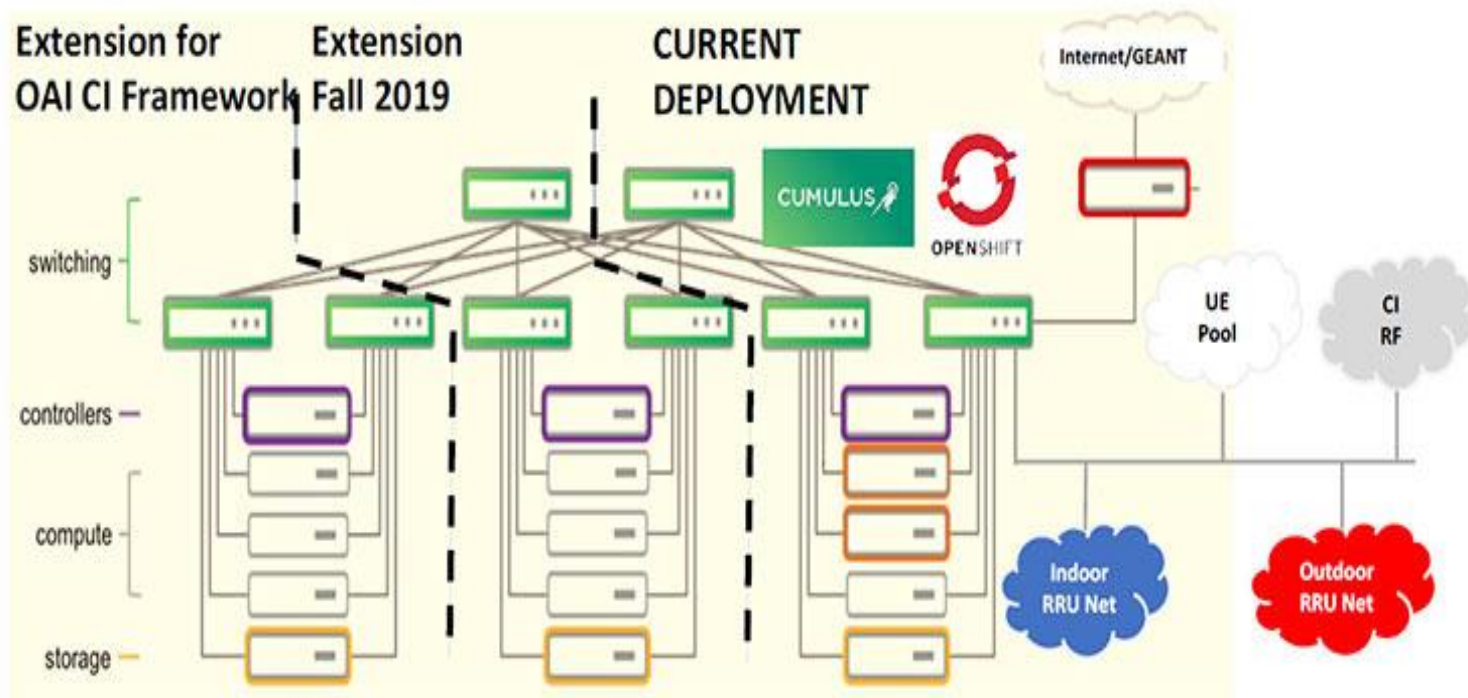 Extension for
OAI CI Framework
Extension
Fall 2019
CURRENT
DEPLOYMENT
Internet/GEANT
CUMULUS
OPENSHIFT
switching
UE
Pool
CI
RF
controllers
compute
Indoor
RRU Net
Outdoor
RRU Net
storage